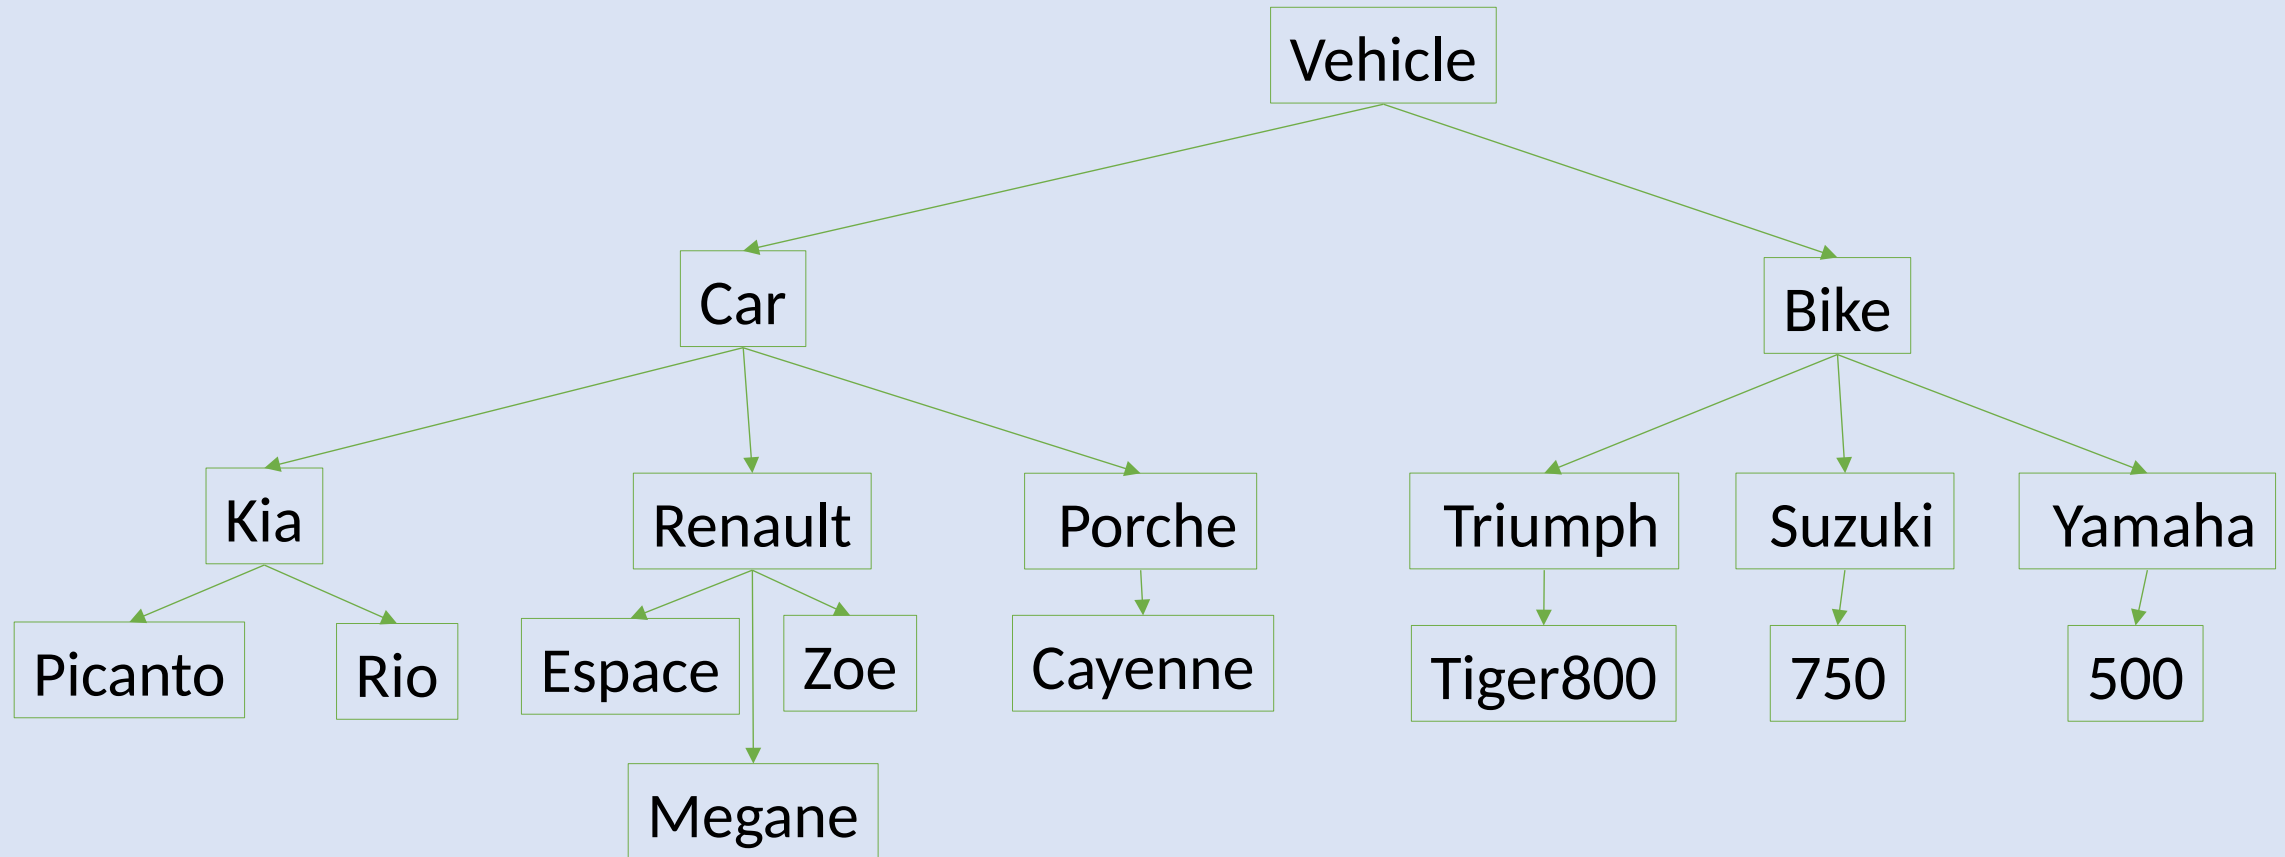 Vehicle
Car
Bike
Kia
Renault
Porche
Triumph
Suzuki
Yamaha
Picanto
Rio
Espace
Zoe
Cayenne
Tiger800
750
500
Megane